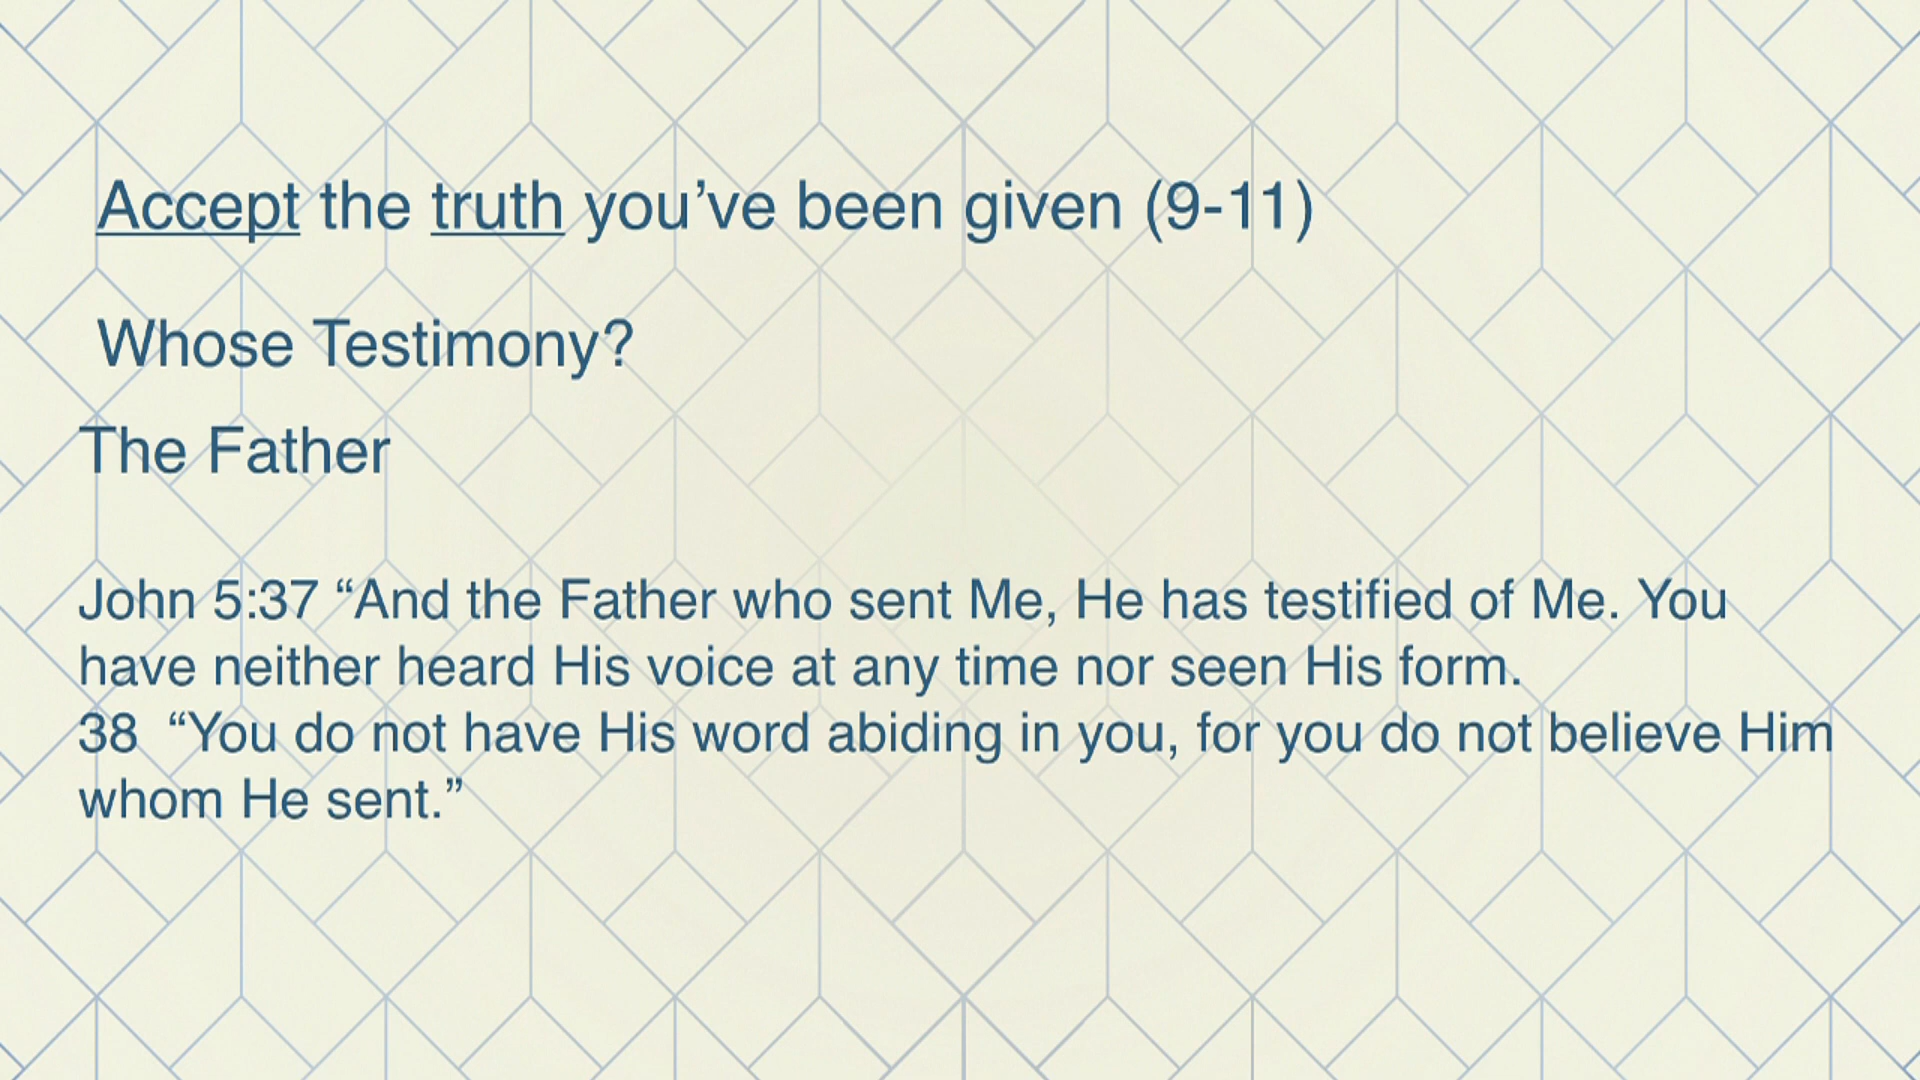 Accept the truth you’ve been given (9-11)
Whose Testimony?
The Father
John 5:37 “And the Father who sent Me, He has testified of Me. You
have neither heard His voice at any time nor seen His form.
38  “You do not have His word abiding in you, for you do not believe Him
whom He sent.”